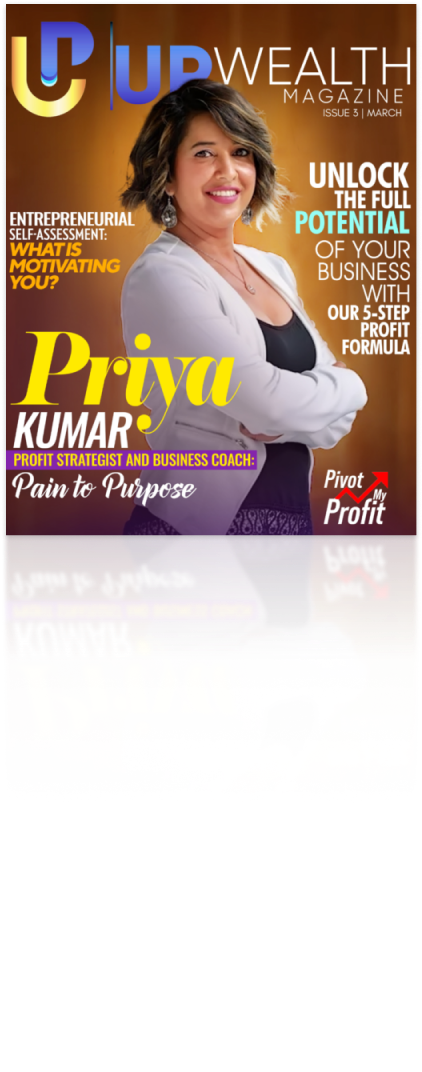 UP
UPWEALTH
MAGAZINE
ISSUE 3 | MARCH
UNLOCK
THE FULL
POTENTIAL
OF YOUR
BUSINESS
WITH
OUR 5-STEP
PROFIT
FORMULA
ENTREPRENEURIAL
SELF-ASSESSMENT:
WHAT IS
MOTIVATING
YOU?
Priya
KUMAR
PROFIT STRATEGIST AND BUSINESS COACH:
Pain to Purpose
Pivot
My
Profit